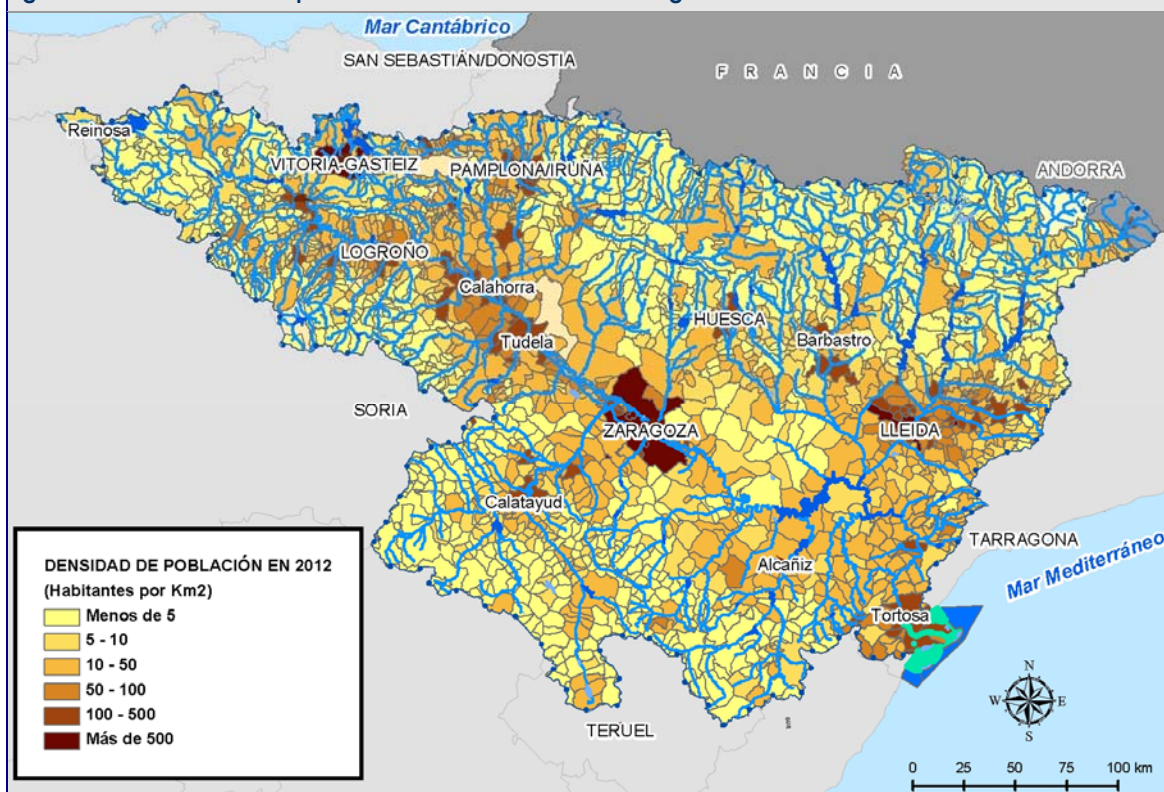 Mar Cantábrico
SAN SEBASTIÁN/DONOSTIA
F R A N C I A
Reinosa
VITORIA-GASTEIZ
PAMPLONA/IRUÑA
ANDORRA
LOGROÑO
Calahorra
HUESCA
Tudela
Barbastro
SORIA
ZARAGOZA
LLEIDA
Calatayud
TARRAGONA
Alcañiz
Mar Mediterráneo
Tortosa
TERUEL
DENSIDAD DE POBLACIÓN EN 2012
(Habitantes por Km2)
Menos de 5
5 - 10
10 - 50
50 - 100
100 - 500
Más de 500
N
W E
S
0 25 50 75 100 km